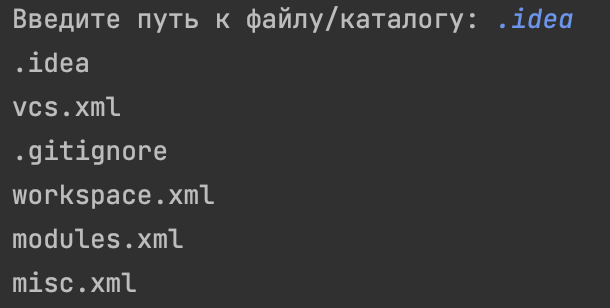 Введите путь к файлу/каталогу: .idea
.idea
vcs.xml
.gitignore
workspace.xml
modules.xml
misc.xml